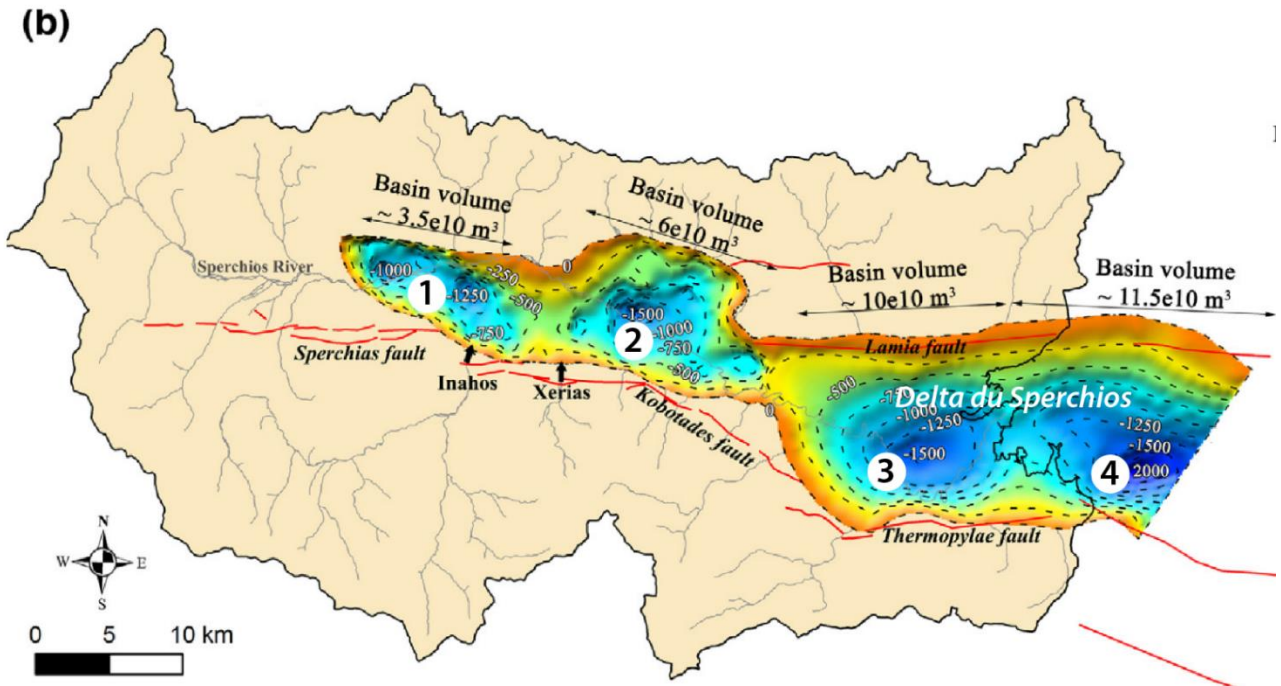 (b)
Basin volume
~ 3.5e10 m³
Basin volume
~ 6e10 m³
Basin volume
~ 10e10 m³
Basin volume
~ 11.5e10 m³
Sperchios River
-1000
1
-1250
-750
-250
-500
0
-1500
-1000
2
-750
-500
0
Sperchias fault
Inahos
Xerias
Kobotades fault
Lamia fault
Delta du Sperchios
-500
-750
-1000
-1250
-1500
3
-1250
-1500
4
2000
Thermopylae fault
N
W
E
S
0
5
10 km